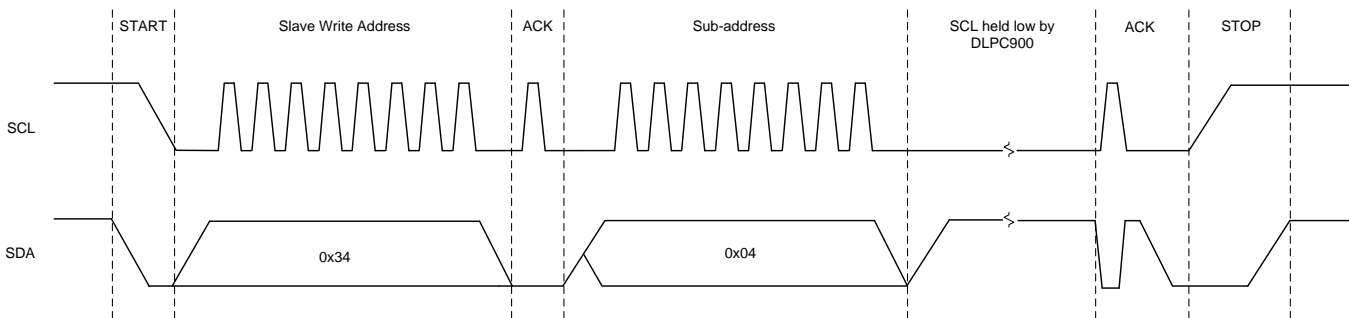 START
Slave Write Address
ACK
Sub-address
SCL held low by
DLPC900
ACK
STOP
SCL
SDA
0x34
0x04